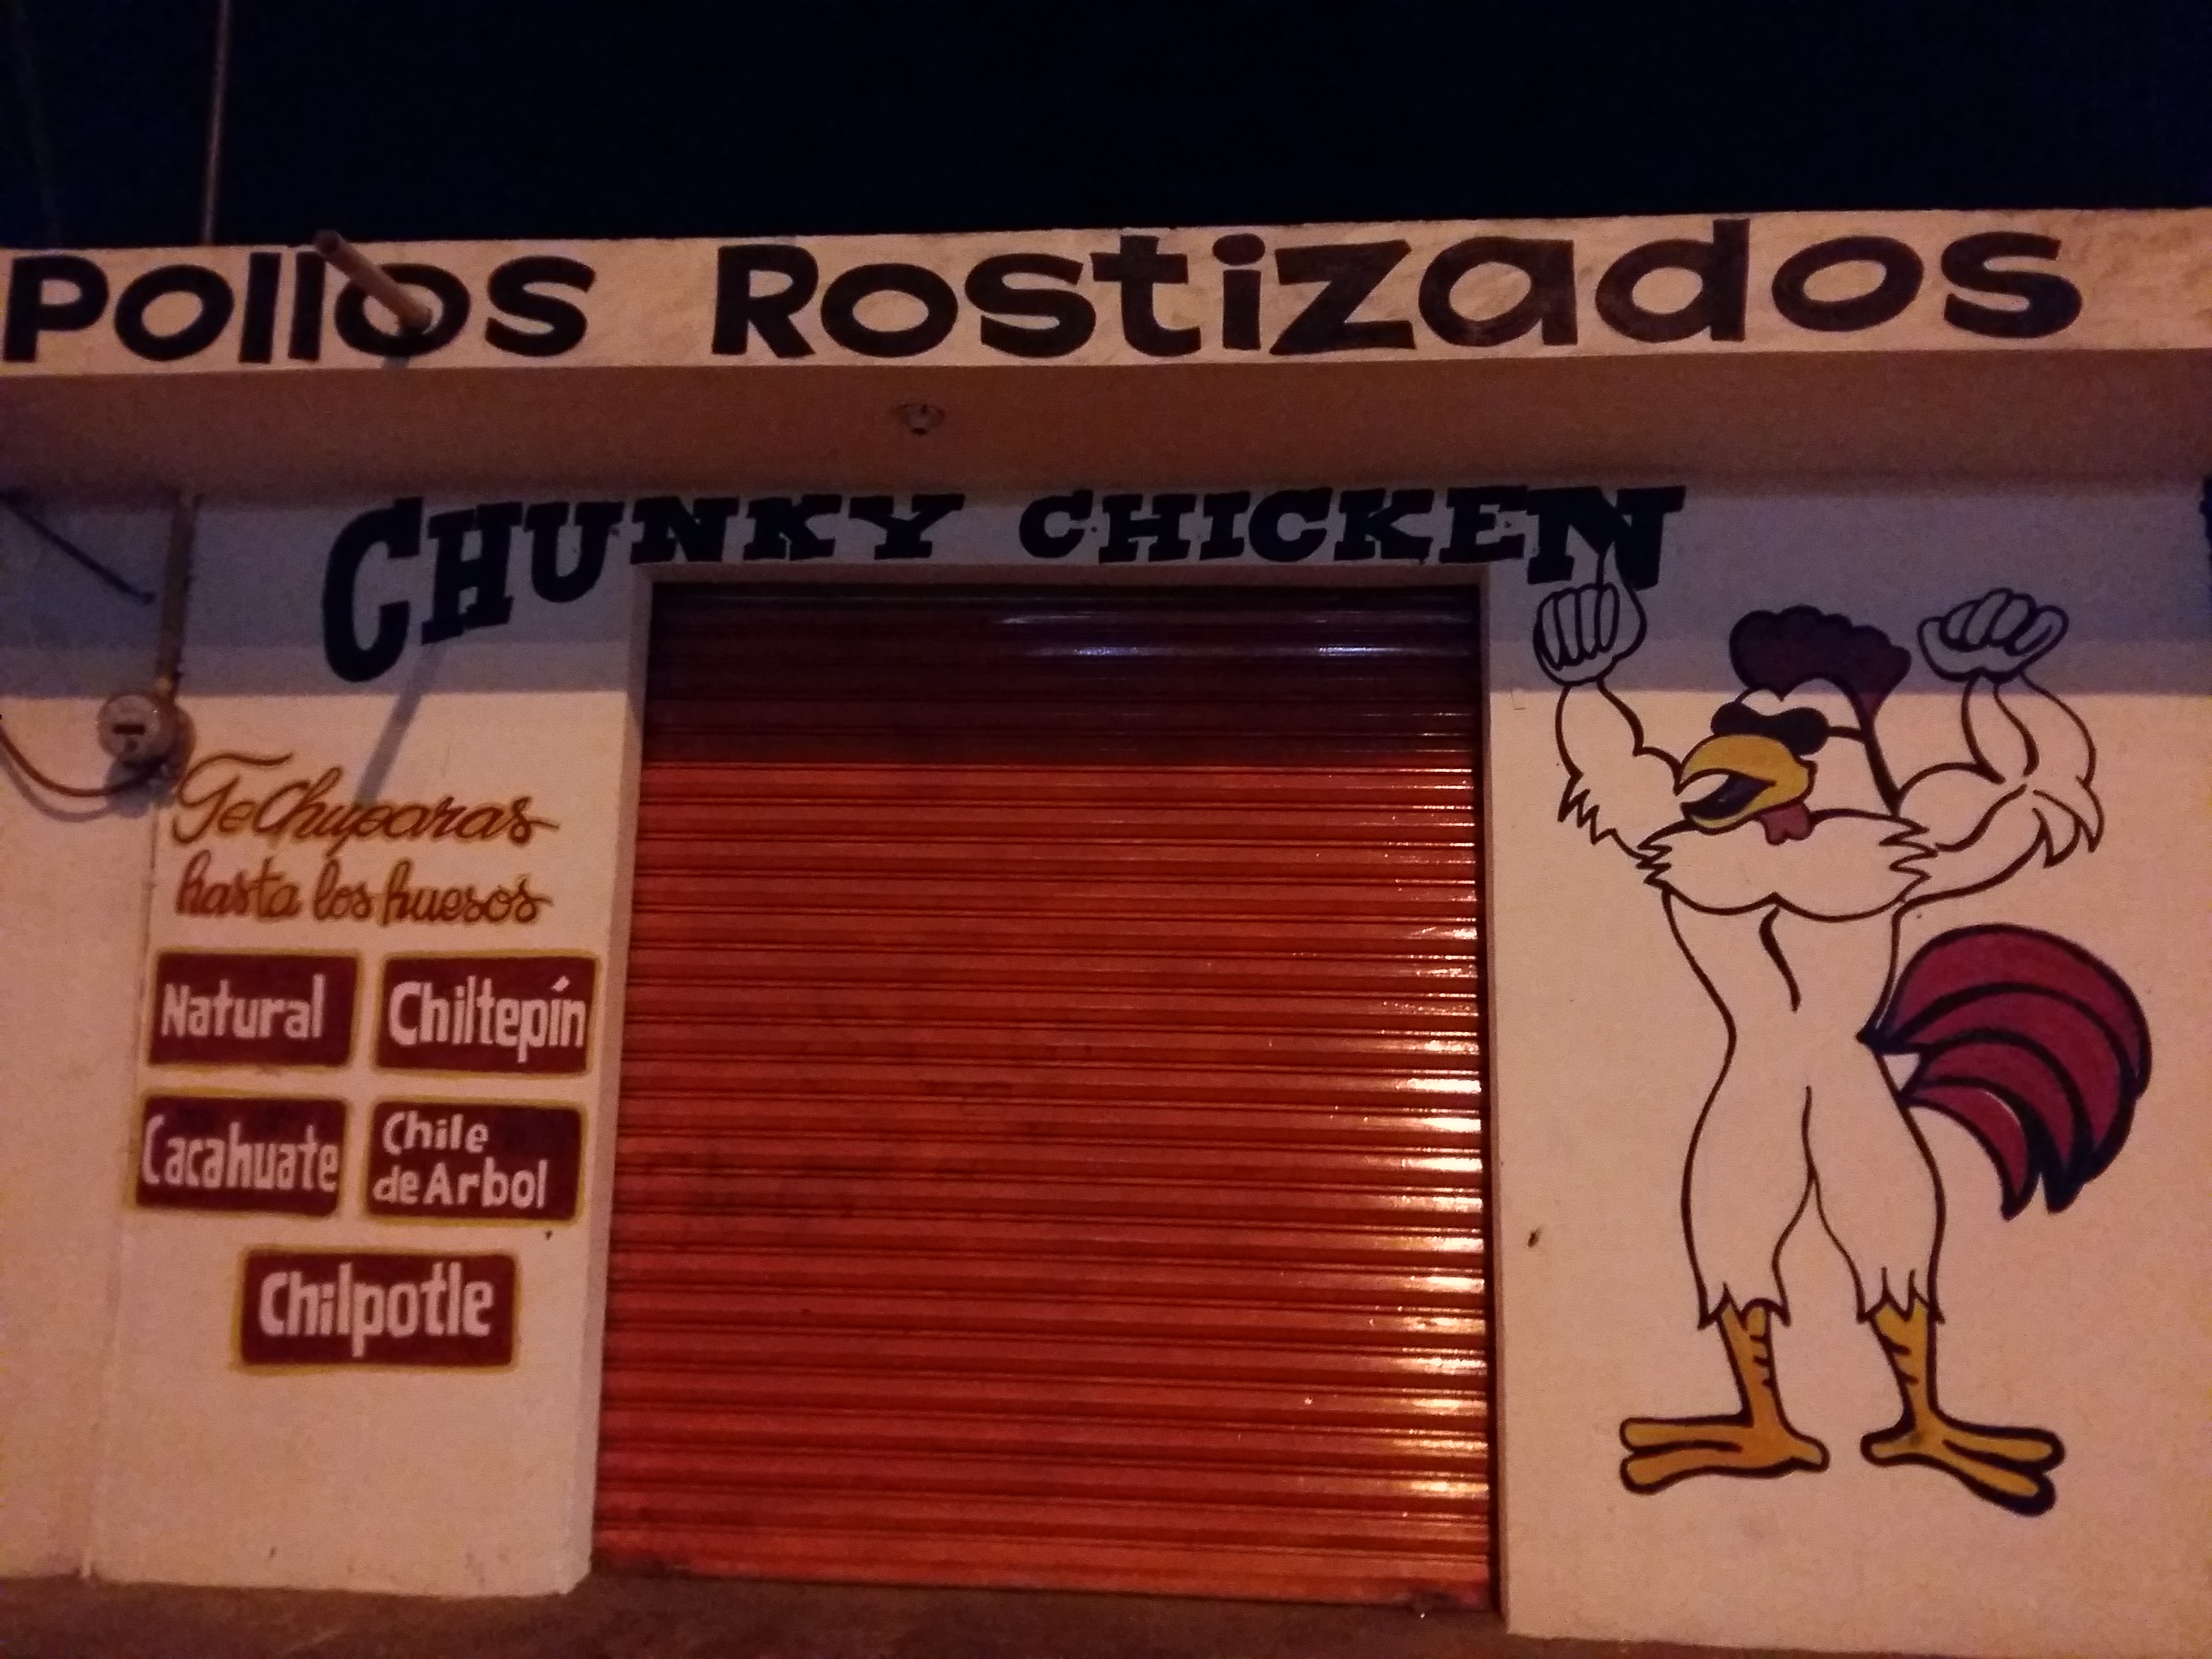 Pollos Rostizados
CHUNKY CHICKEN
Te Chuparas
hasta los huesos
Natural
Chiltepín
Cacahuate
Chile
de Arbol
Chilpotle